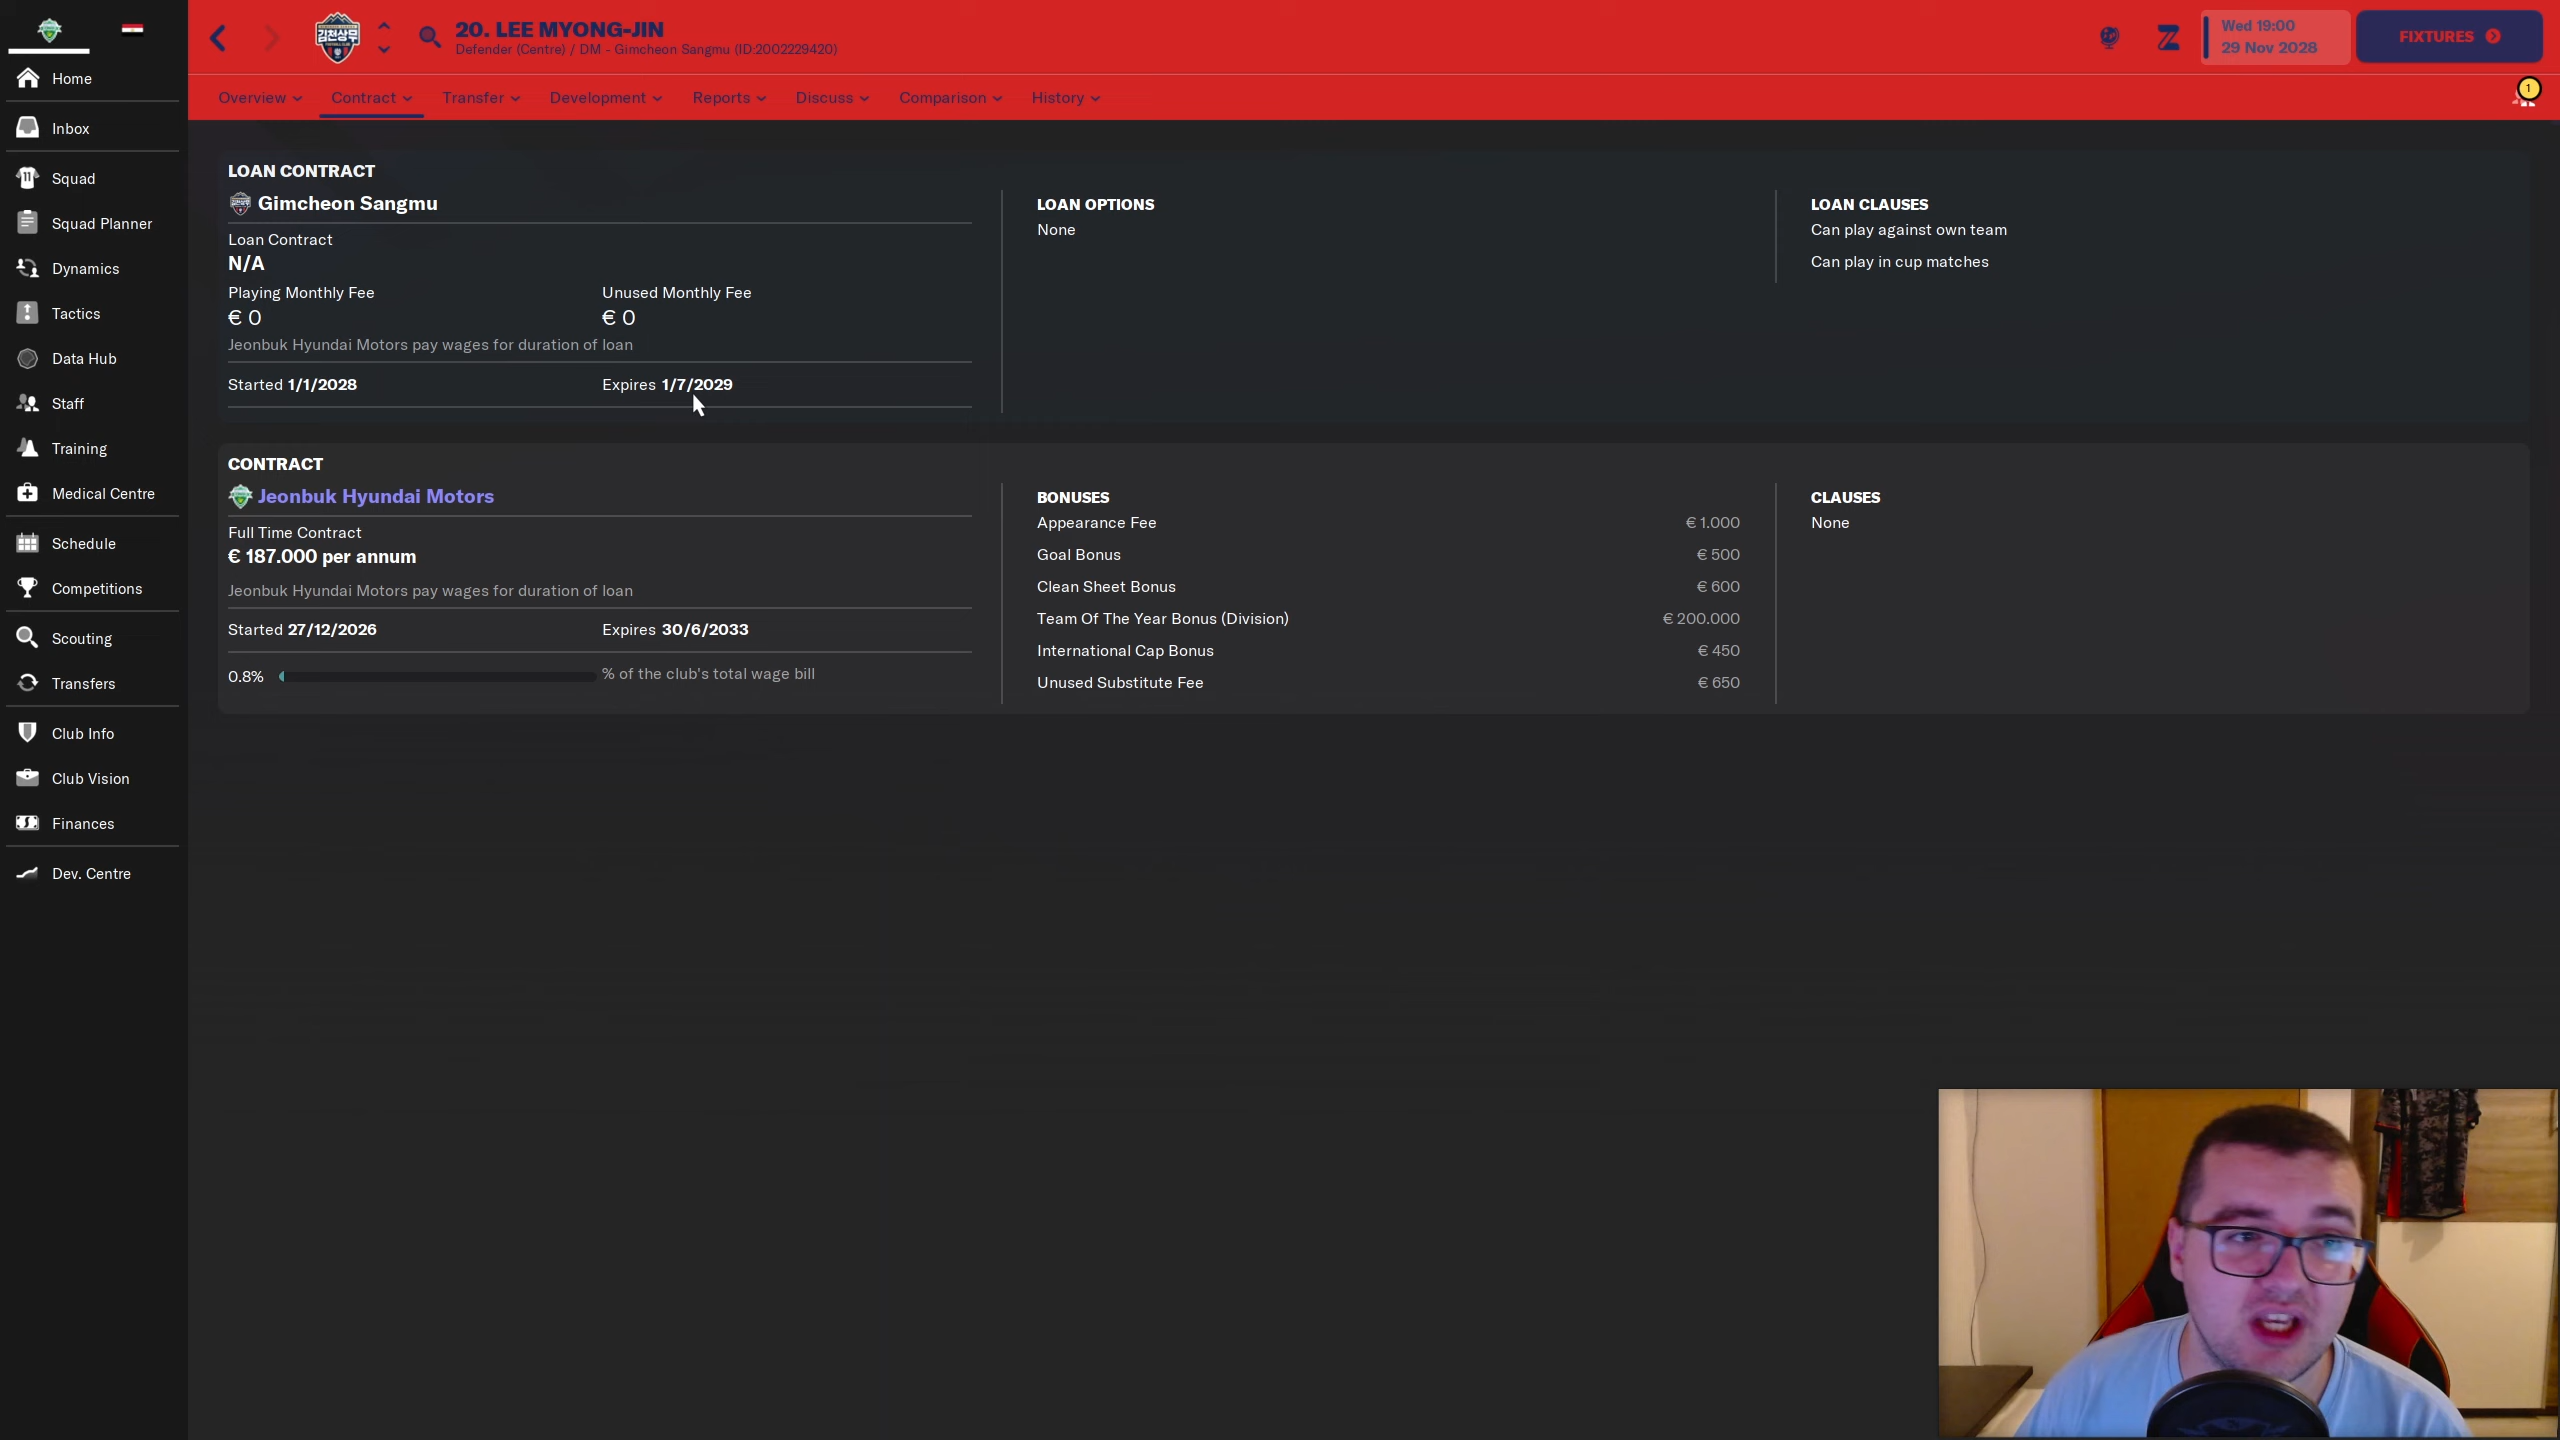 20. LEE MYONG-JIN
Defender (Centre) / DM - Gimcheon Sangmu (ID:2002229420)
김천상무
Wed 19:00
29 Nov 2028
FIXTURES
Overview
Contract
Transfer
Development
Reports
Discuss
Comparison
History
1
Home
Inbox
Squad
Squad Planner
Dynamics
Tactics
Data Hub
Staff
Training
Medical Centre
Schedule
Competitions
Scouting
Transfers
Club Info
Club Vision
Finances
Dev. Centre
LOAN CONTRACT
Gimcheon Sangmu
Loan Contract
N/A
Playing Monthly Fee
€ 0
Unused Monthly Fee
€ 0
Jeonbuk Hyundai Motors pay wages for duration of loan
Started 1/1/2028
Expires 1/7/2029
LOAN OPTIONS
None
LOAN CLAUSES
Can play against own team
Can play in cup matches
CONTRACT
Jeonbuk Hyundai Motors
Full Time Contract
€ 187.000 per annum
Jeonbuk Hyundai Motors pay wages for duration of loan
Started 27/12/2026
Expires 30/6/2033
0.8%
% of the club's total wage bill
BONUSES
Appearance Fee € 1.000
Goal Bonus € 500
Clean Sheet Bonus € 600
Team Of The Year Bonus (Division) € 200.000
International Cap Bonus € 450
Unused Substitute Fee € 650
CLAUSES
None